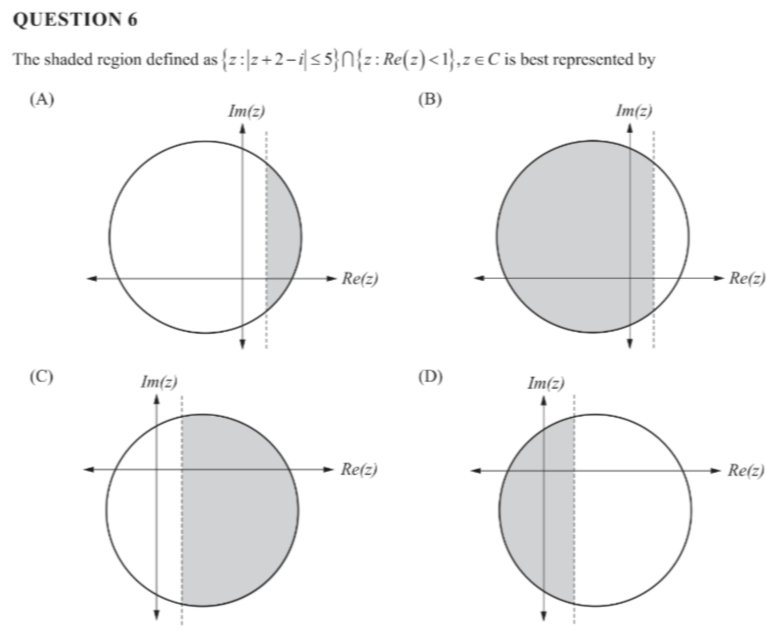 QUESTION 6
The shaded region defined as {z:|z+2−i|≤5}⋂{z:Re(z)<1},z∈C is best represented by
(A)
(B)
Im(z)
Im(z)
Re(z)
Re(z)
(C)
(D)
Im(z)
Im(z)
Re(z)
Re(z)